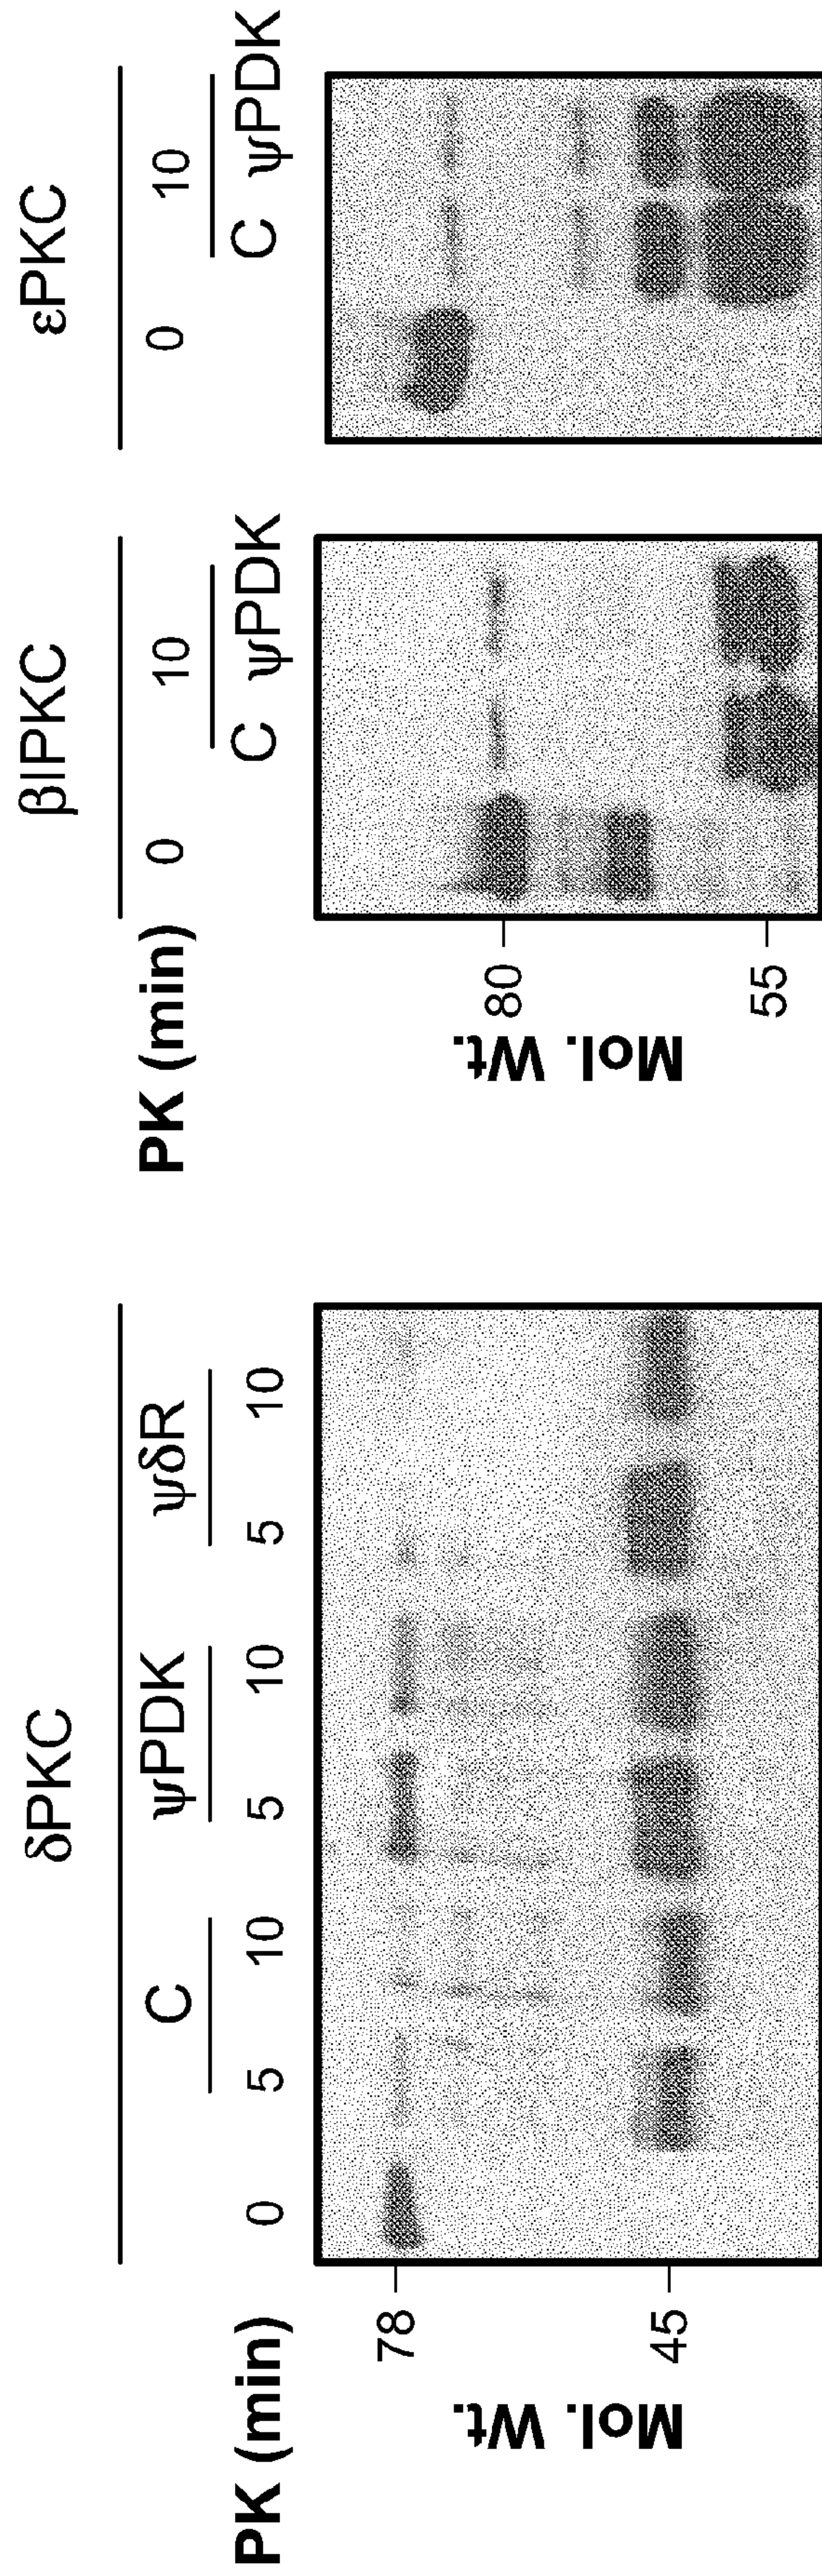 δPKC
C ψPDK ψδR
PK (min) 0 5 10 5 10 5 10
78
45
Mol. Wt.
βIPKC
PK (min) 0 10
C ψPDK
80
55
Mol. Wt.
εPKC
0 10
C ψPDK